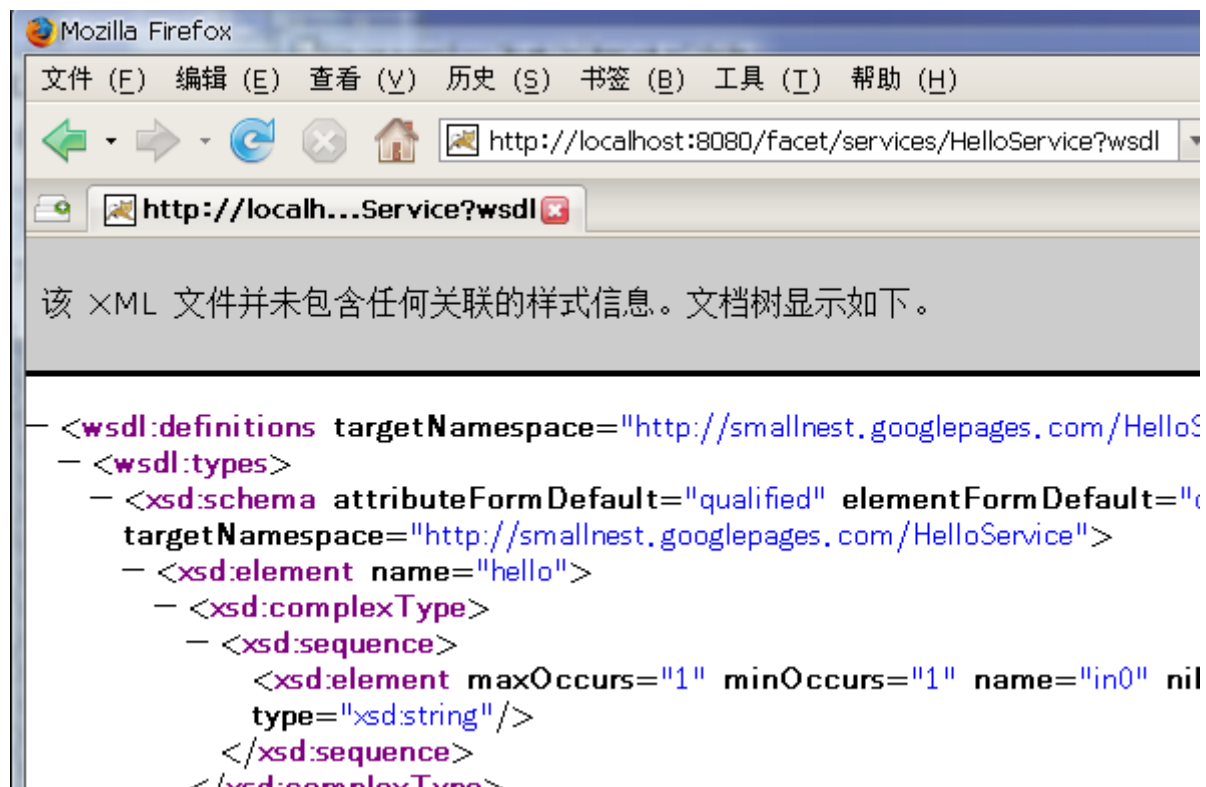 Mozilla Firefox
文件 (F) 编辑 (E) 查看 (V) 历史 (S) 书签 (B) 工具 (T) 帮助 (H)
http://localhost:8080/facet/services/HelloService?wsdl
http://localh...Service?wsdl
该 XML 文件并未包含任何关联的样式信息。文档树显示如下。
— <wsdl:definitions targetNamespace="http://smallnest.googlepages.com/HelloS
— <wsdl:types>
— <xsd:schema attributeFormDefault="qualified" elementFormDefault="
targetNamespace="http://smallnest.googlepages.com/HelloService">
— <xsd:element name="hello">
— <xsd:complexType>
— <xsd:sequence>
<xsd:element maxOccurs="1" minOccurs="1" name="in0" nil
type="xsd:string"/>
</xsd:sequence>
</xsd:complexType>